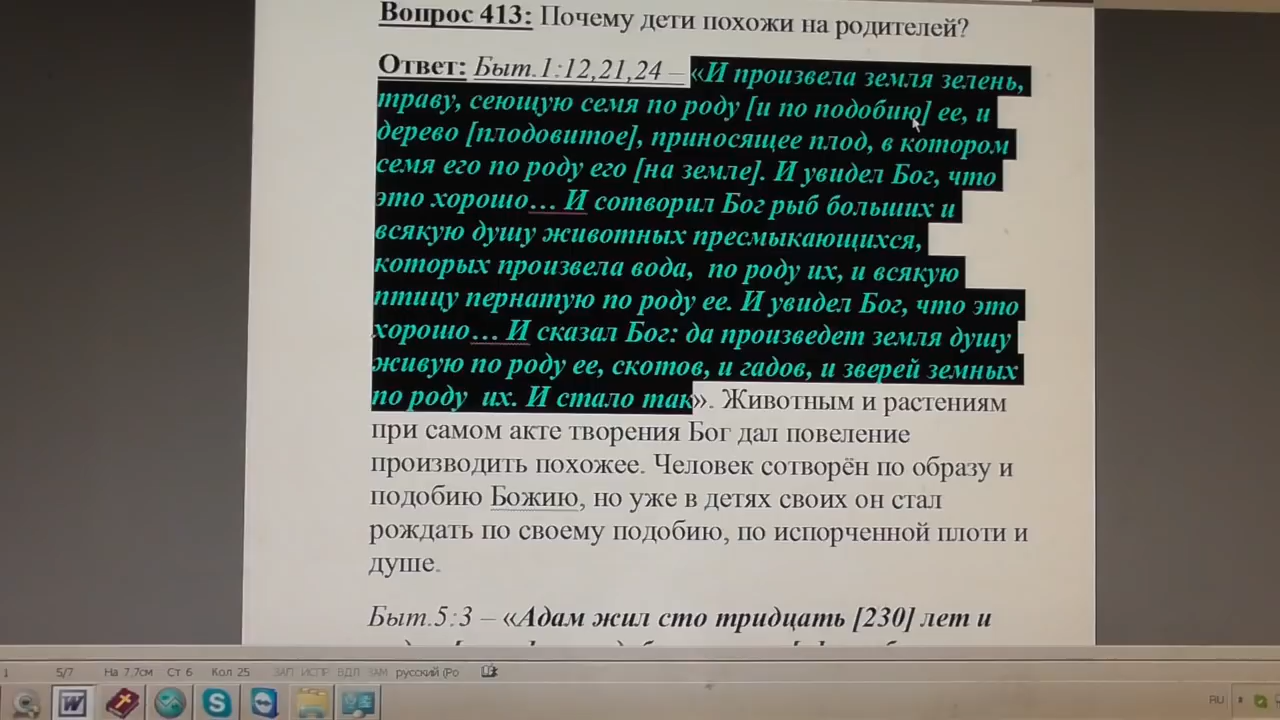 Вопрос 413: Почему дети похожи на родителей?
Ответ: Быт.1:12,21,24 – «И произвела земля зелень,
траву, сеющую семя по роду [и по подобию] ее, и
дерево [плодовитое], приносящее плод, в котором
семя его по роду его [на земле]. И увидел Бог, что
это хорошо… И сотворил Бог рыб больших и
всякую душу животных пресмыкающихся,
которых произвела вода, по роду их, и всякую
птицу пернатую по роду ее. И увидел Бог, что это
хорошо… И сказал Бог: да произведет земля душу
живую по роду ее, скотов, и гадов, и зверей земных
по роду их. И стало так». Животным и растениям
при самом акте творения Бог дал повеление
производить похожее. Человек сотворён по образу и
подобию Божию, но уже в детях своих он стал
рождать по своему подобию, по испорченной плоти и
душе.
Быт.5:3 – «Адам жил сто тридцать [230] лет и
1 5/7 На 7,7см Ст 6 Кол 25 ЗАП ИСПР ВДЛ ЗАМ русский (Ро
RU